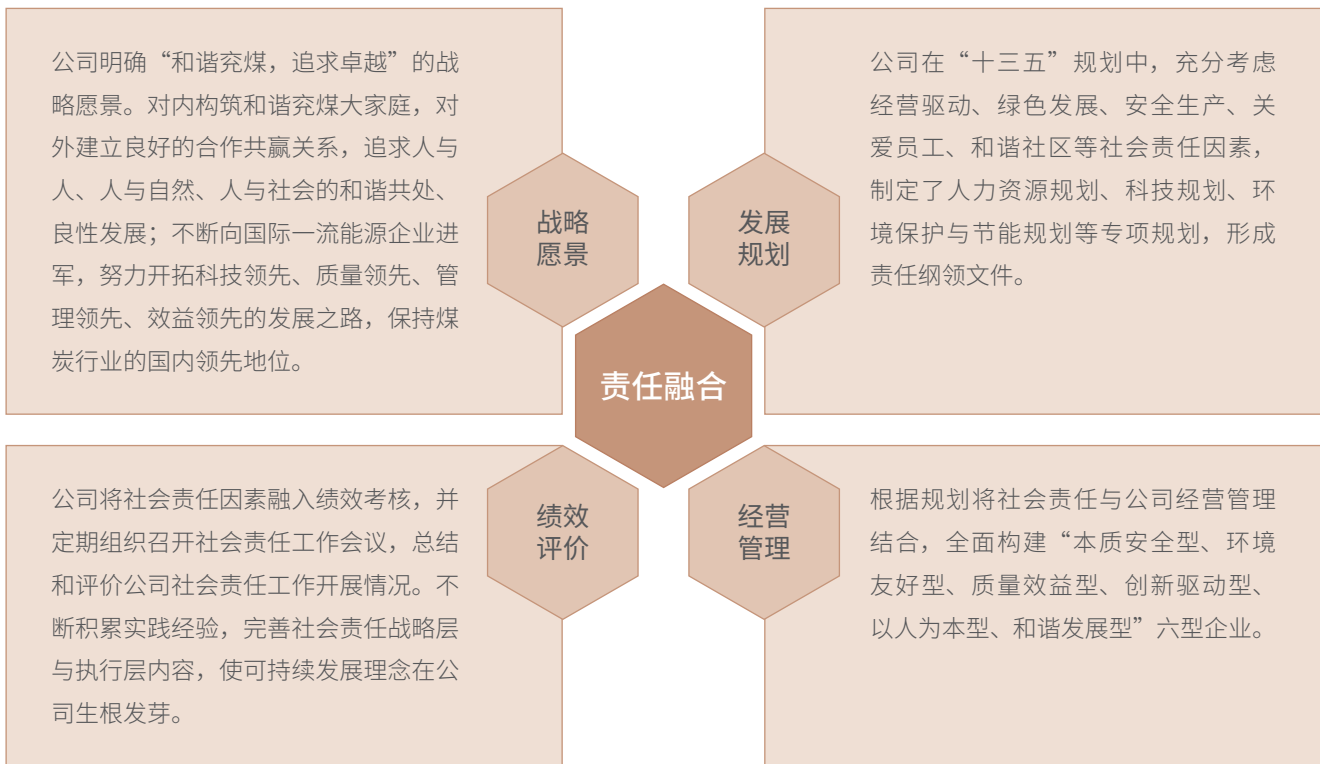 公司明确“和谐兖煤，追求卓越”的战
略愿景。对内构筑和谐兖煤大家庭，对
外建立良好的合作共赢关系，追求人与
人、人与自然、人与社会的和谐共处、
良性发展；不断向国际一流能源企业进
军，努力开拓科技领先、质量领先、管
理领先、效益领先的发展之路，保持煤
炭行业的国内领先地位。
战略
愿景
发展
规划
公司在“十三五”规划中，充分考虑
经营驱动、绿色发展、安全生产、关
爱员工、和谐社区等社会责任因素，
制定了人力资源规划、科技规划、环
境保护与节能规划等专项规划，形成
责任纲领文件。
责任融合
公司将社会责任因素融入绩效考核，并
定期组织召开社会责任工作会议，总结
和评价公司社会责任工作开展情况。不
断积累实践经验，完善社会责任战略层
与执行层内容，使可持续发展理念在公
司生根发芽。
绩效
评价
经营
管理
根据规划将社会责任与公司经营管理
结合，全面构建“本质安全型、环境
友好型、质量效益型、创新驱动型、
以人为本型、和谐发展型”六型企业。